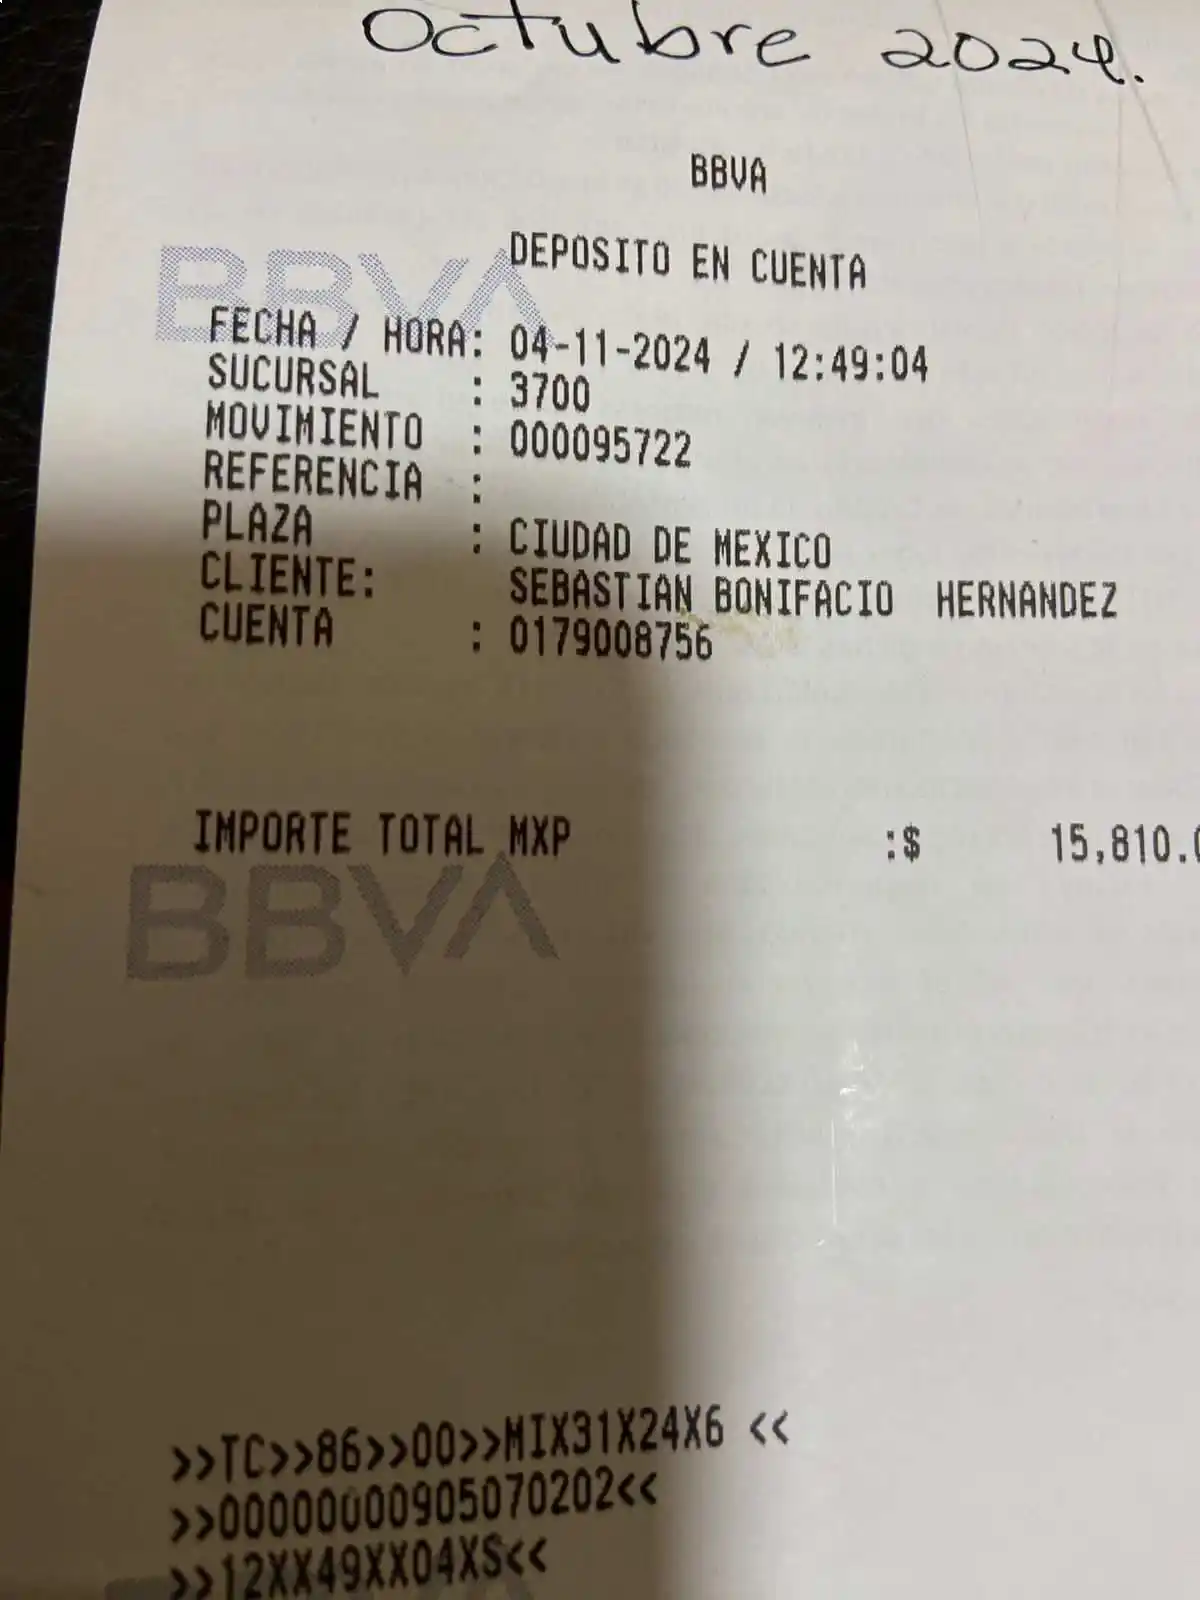 Octubre 2024.
BBVA
DEPOSITO EN CUENTA
BBVA
FECHA / HORA: 04-11-2024 / 12:49:04
SUCURSAL : 3700
MOVIMIENTO : 000095722
REFERENCIA :
PLAZA : CIUDAD DE MEXICO
CLIENTE: SEBASTIAN BONIFACIO HERNANDEZ
CUENTA : 0179008756
IMPORTE TOTAL MXP :$ 15,810.0
BBVA
>>TC>>86>>00>>MIX31X24X6 <<
>>00000000905070202<<
>>12XX49XX04XS<<